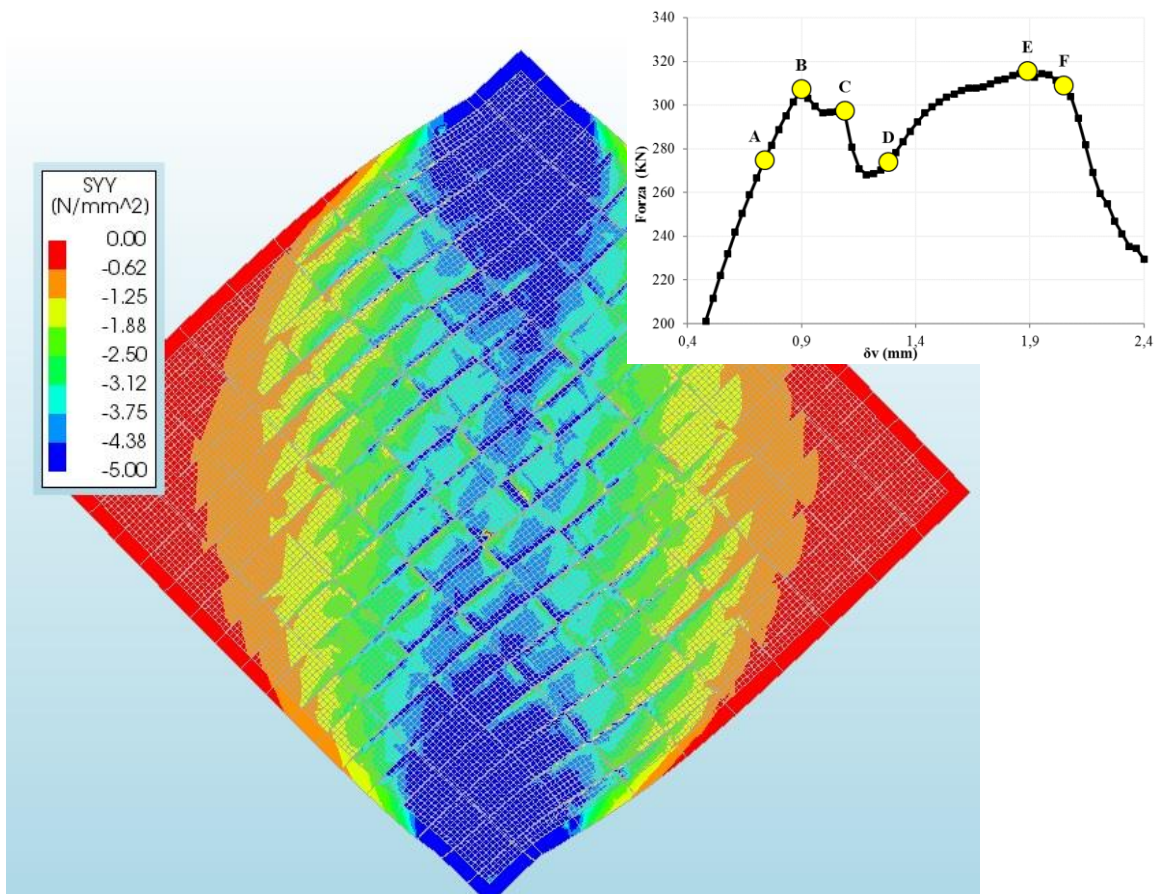 SYY
(N/mm^2)
0.00
-0.62
-1.25
-1.88
-2.50
-3.12
-3.75
-4.38
-5.00
Forza (KN)
340
320
300
280
260
240
220
200
A
B
C
D
E
F
0,4 0,9 1,4 1,9 2,4
δv (mm)